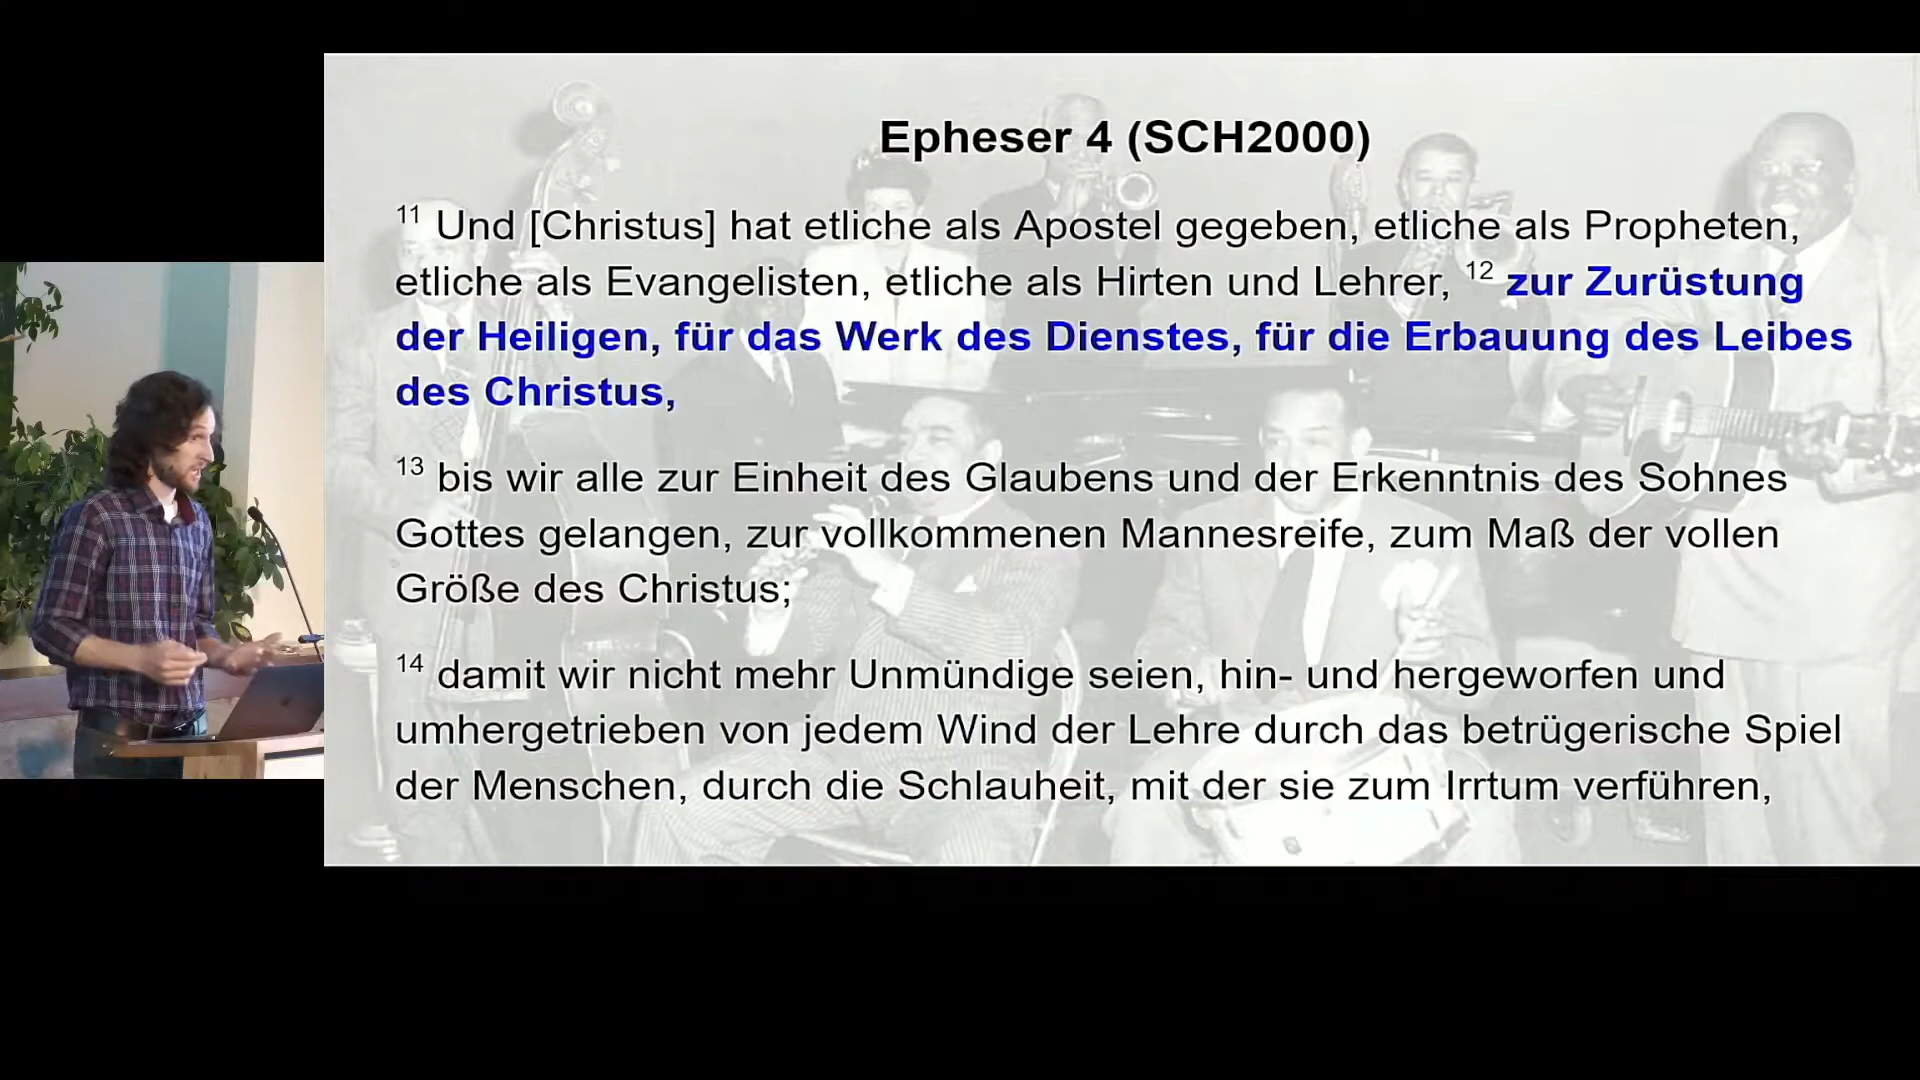 Epheser 4 (SCH2000)
11 Und [Christus] hat etliche als Apostel gegeben, etliche als Propheten,
etliche als Evangelisten, etliche als Hirten und Lehrer, 12 zur Zurüstung
der Heiligen, für das Werk des Dienstes, für die Erbauung des Leibes
des Christus,
13 bis wir alle zur Einheit des Glaubens und der Erkenntnis des Sohnes
Gottes gelangen, zur vollkommenen Mannesreife, zum Maß der vollen
Größe des Christus;
14 damit wir nicht mehr Unmündige seien, hin- und hergeworfen und
umhergetrieben von jedem Wind der Lehre durch das betrügerische Spiel
der Menschen, durch die Schlauheit, mit der sie zum Irrtum verführen,